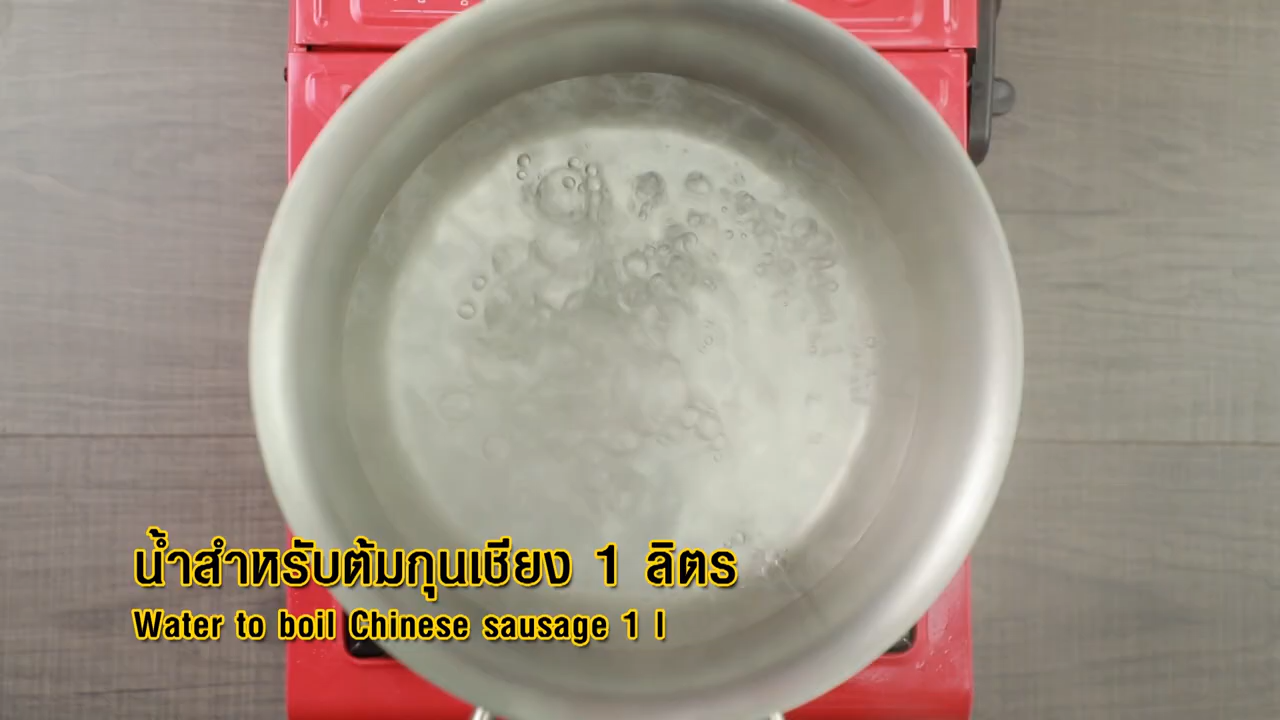 น้ำสำหรับต้มกุนเชียง 1 ลิตร
Water to boil Chinese sausage 1 l